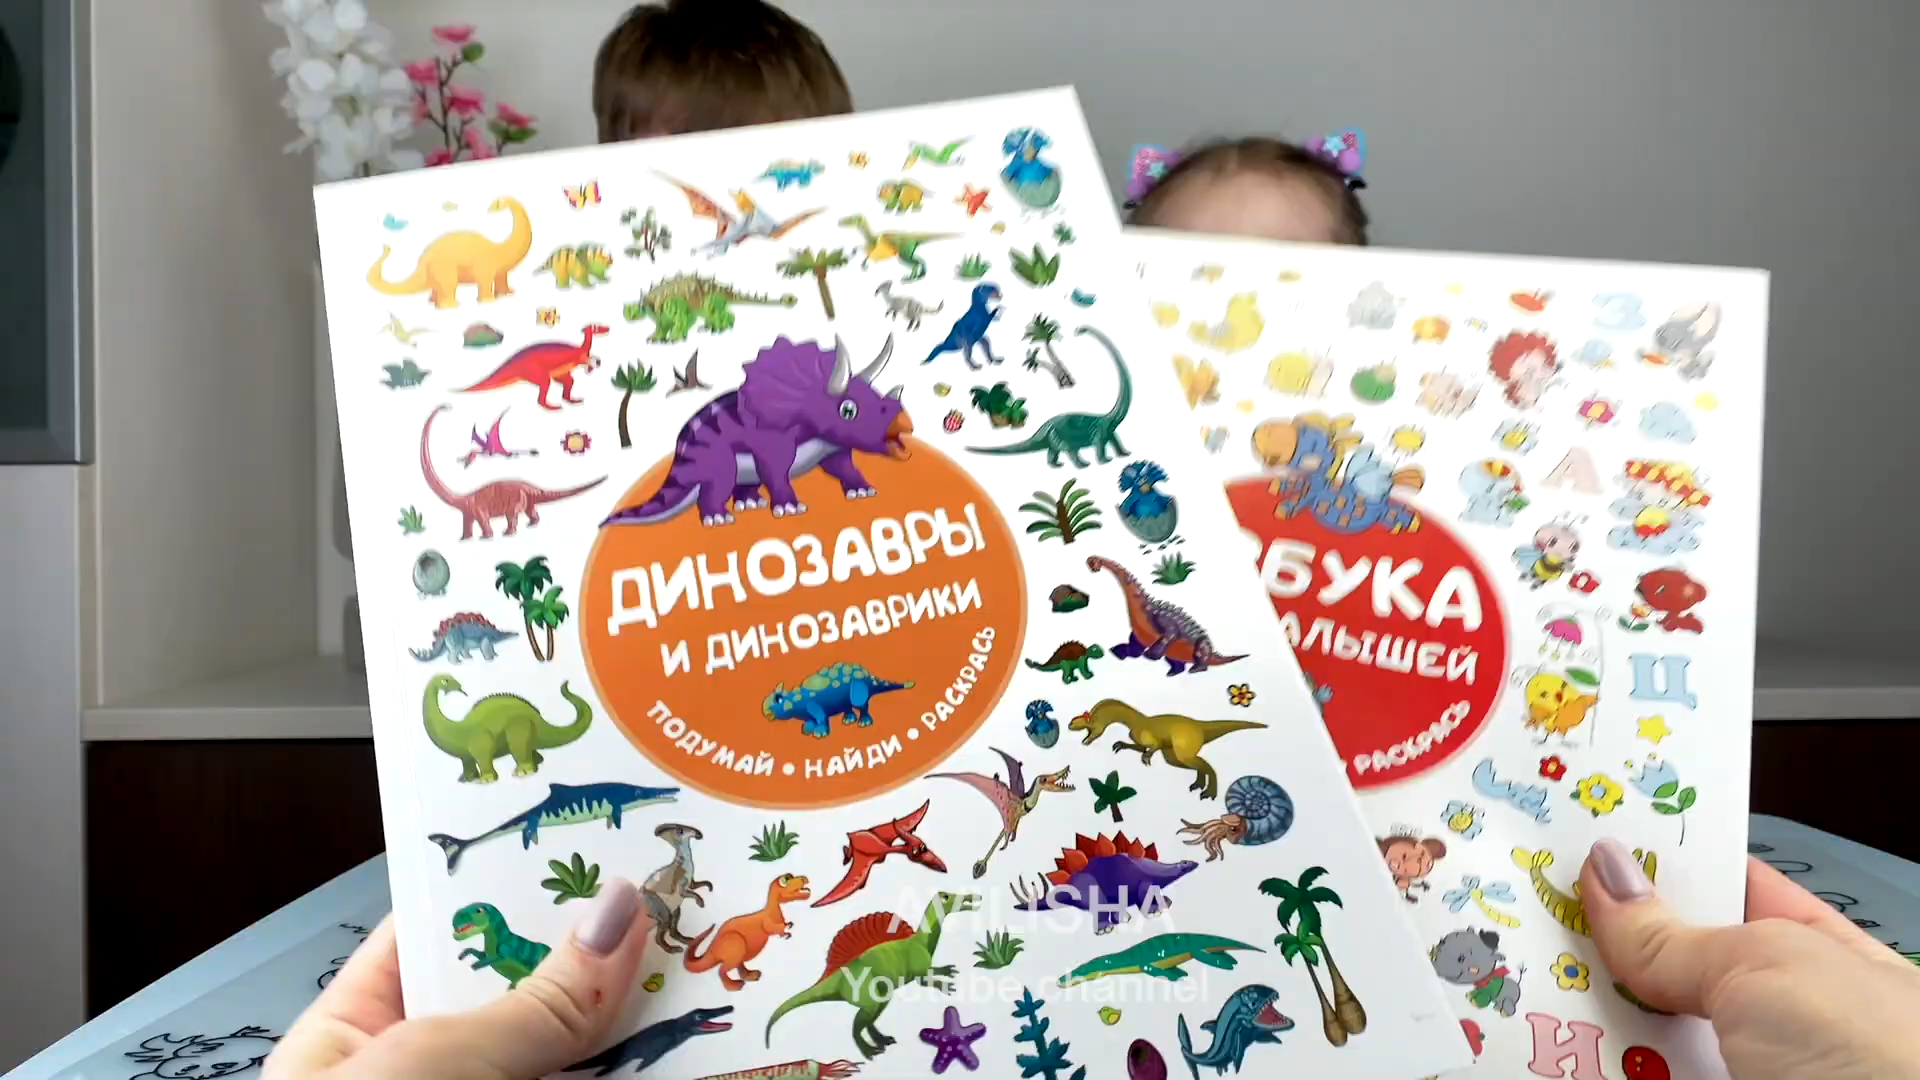 ДИНОЗАВРЫ
И ДИНОЗАВРИКИ
ПОДУМАЙ • НАЙДИ • РАСКРАСЬ
БУКА
АЛЫШЕЙ
РАСКРАСЬ
З
А
Ц
И
AVILISHA
Youtube channel